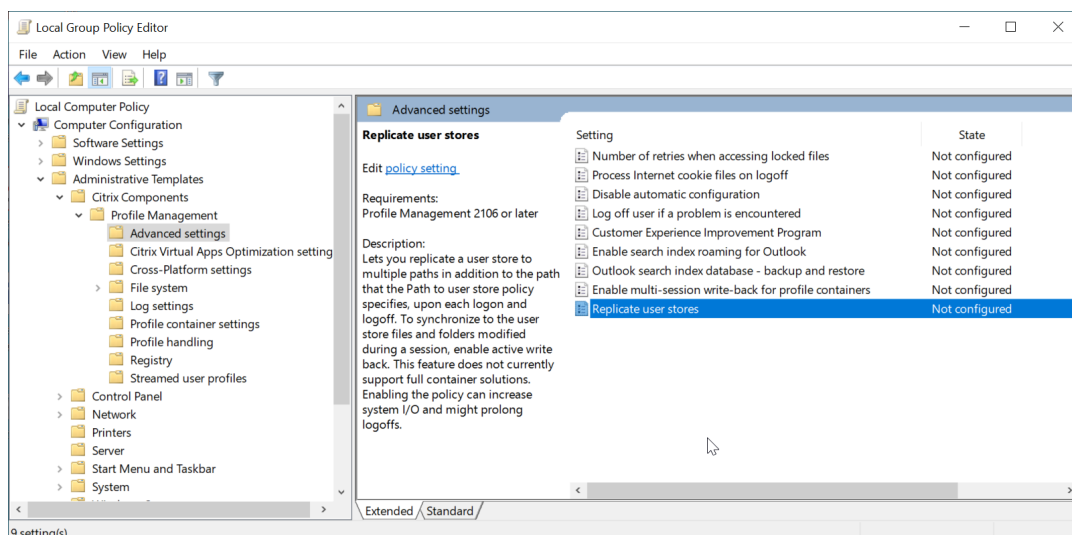 Local Group Policy Editor
File Action View Help
Local Computer Policy
Computer Configuration
Software Settings
Windows Settings
Administrative Templates
Citrix Components
Profile Management
Advanced settings
Citrix Virtual Apps Optimization setting
Cross-Platform settings
File system
Log settings
Profile container settings
Profile handling
Registry
Streamed user profiles
Control Panel
Network
Printers
Server
Start Menu and Taskbar
System
Advanced settings
Replicate user stores
Edit policy setting
Requirements:
Profile Management 2106 or later
Description:
Lets you replicate a user store to
multiple paths in addition to the path
that the Path to user store policy
specifies, upon each logon and
logoff. To synchronize to the user
store files and folders modified
during a session, enable active write
back. This feature does not currently
support full container solutions.
Enabling the policy can increase
system I/O and might prolong
logoffs.
Setting State
Number of retries when accessing locked files Not configured
Process Internet cookie files on logoff Not configured
Disable automatic configuration Not configured
Log off user if a problem is encountered Not configured
Customer Experience Improvement Program Not configured
Enable search index roaming for Outlook Not configured
Outlook search index database - backup and restore Not configured
Enable multi-session write-back for profile containers Not configured
Replicate user stores Not configured
Extended Standard
9 setting(s)